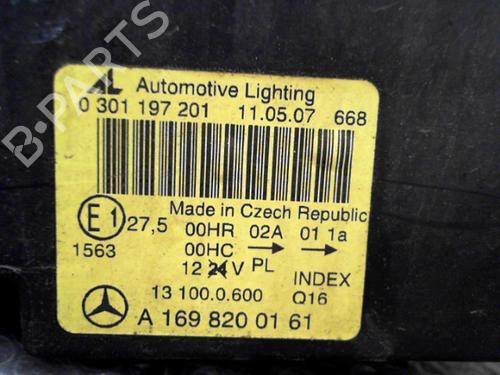 AL Automotive Lighting
0 301 197 201 11.05.07 668
Made in Czech Republic
E1 27,5 00HR 02A 01 1a
1563 00HC → →
12 24 V PL INDEX
13 100.0.600 Q16
A 169 820 01 61
B-PARTS